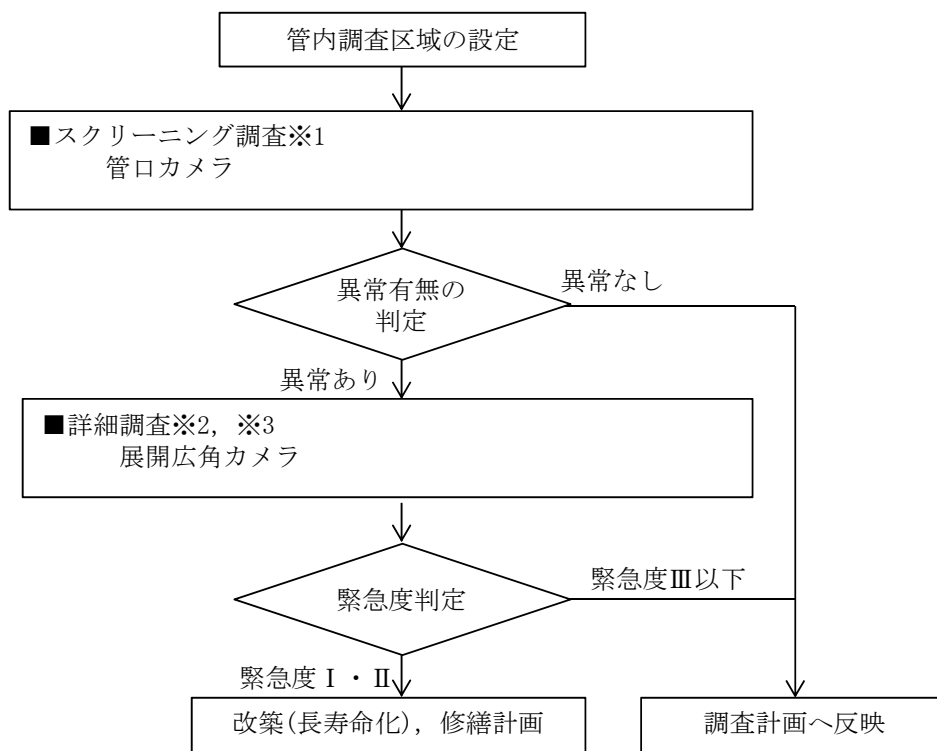 管内調査区域の設定
■スクリーニング調査※1
管口カメラ
異常有無の
判定
異常なし
異常あり
■詳細調査※2，※3
展開広角カメラ
緊急度判定
緊急度Ⅲ以下
緊急度Ⅰ・Ⅱ
改築(長寿命化)，修繕計画
調査計画へ反映